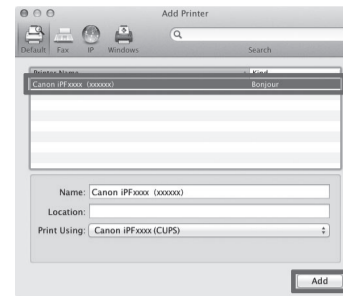 Add Printer
Default Fax IP Windows Search
Printer Name Kind
Canon iPFxxxx (xxxxxx) Bonjour
Name: Canon iPFxxxx (xxxxxx)
Location:
Print Using: Canon iPFxxxx (CUPS)
Add